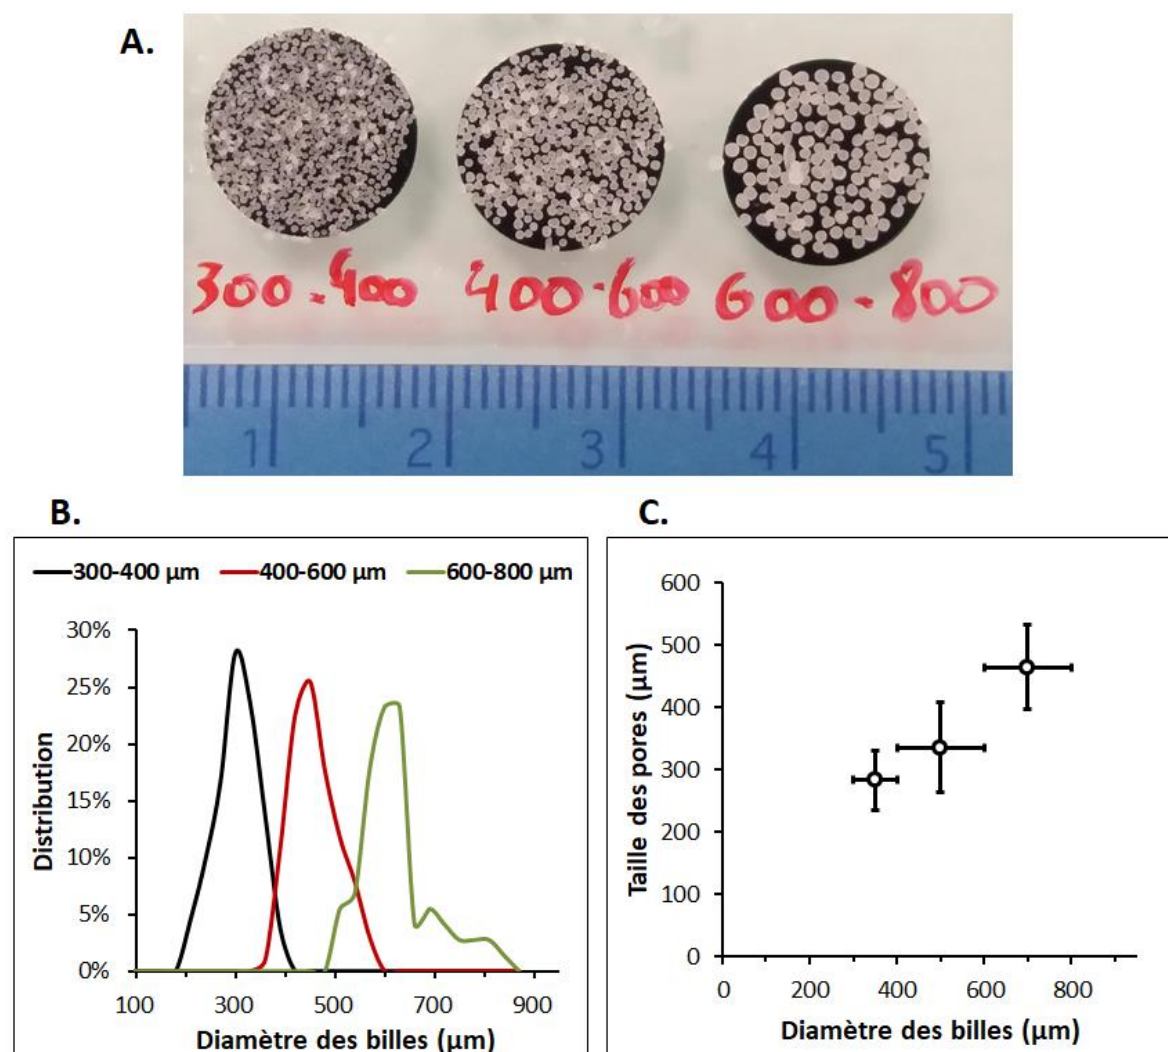 A.
300-400 400-600 600-800
1 2 3 4 5
B.
300-400 µm 400-600 µm 600-800 µm
30%
25%
20%
15%
10%
5%
0%
100 300 500 700 900
Distribution
Diamètre des billes (µm)
C.
600
500
400
300
200
100
0
0 200 400 600 800
Taille des pores (µm)
Diamètre des billes (µm)